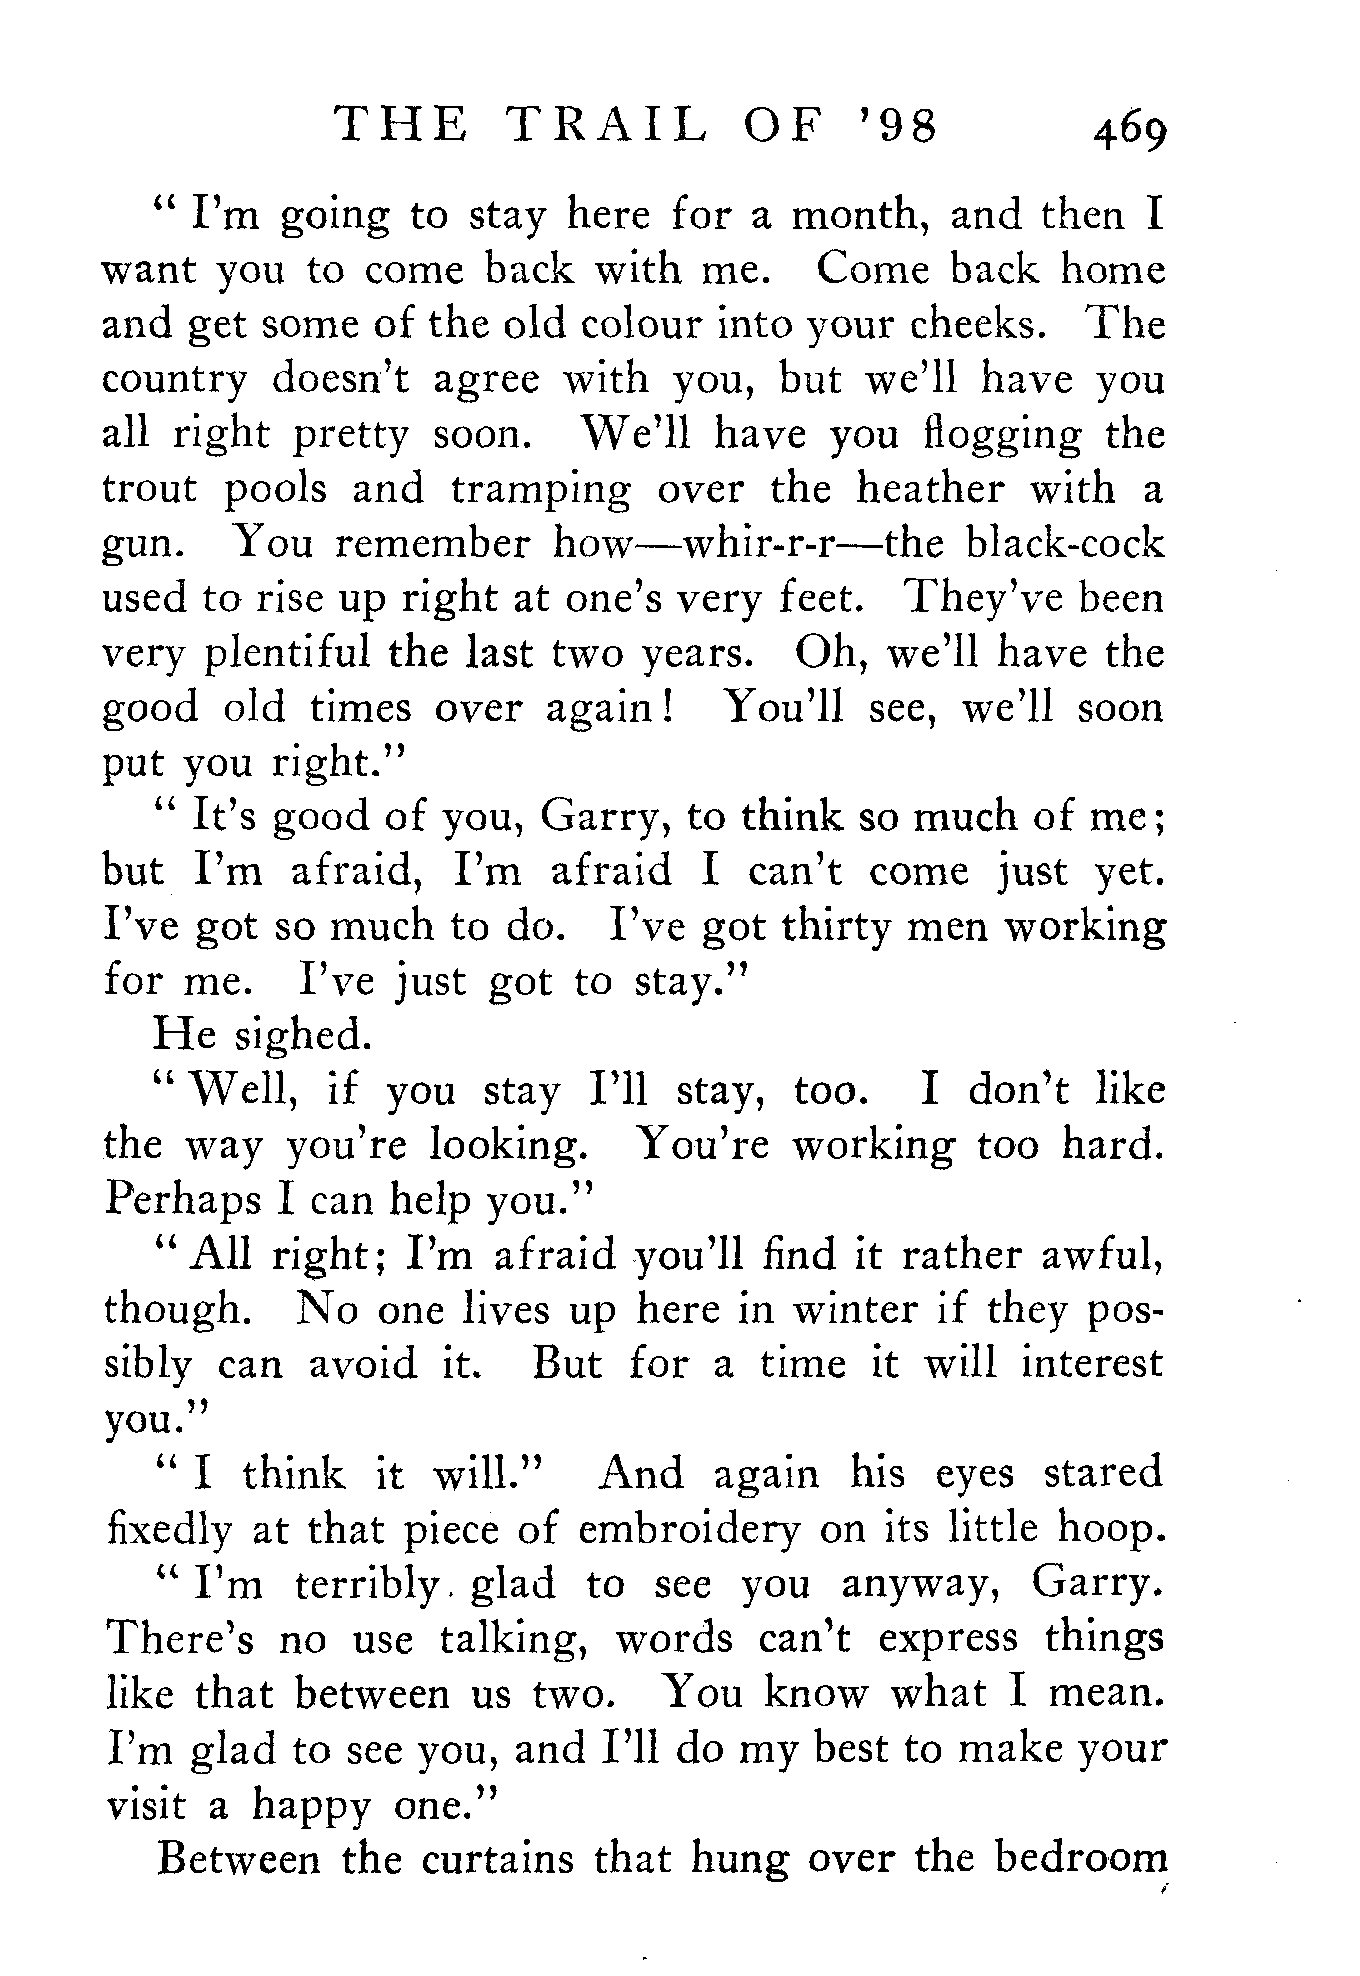 THE TRAIL OF '98 469
“ I'm going to stay here for a month, and then I
want you to come back with me. Come back home
and get some of the old colour into your cheeks. The
country doesn't agree with you, but we'll have you
all right pretty soon. We'll have you flogging the
trout pools and tramping over the heather with a
gun. You remember how—whir-r-r—the black-cock
used to rise up right at one's very feet. They've been
very plentiful the last two years. Oh, we'll have the
good old times over again! You'll see, we'll soon
put you right.”
“ It's good of you, Garry, to think so much of me;
but I'm afraid, I'm afraid I can't come just yet.
I've got so much to do. I've got thirty men working
for me. I've just got to stay.”
He sighed.
“ Well, if you stay I'll stay, too. I don't like
the way you're looking. You're working too hard.
Perhaps I can help you.”
“ All right; I'm afraid you'll find it rather awful,
though. No one lives up here in winter if they pos-
sibly can avoid it. But for a time it will interest
you.”
“ I think it will.” And again his eyes stared
fixedly at that piece of embroidery on its little hoop.
“ I'm terribly glad to see you anyway, Garry.
There's no use talking, words can't express things
like that between us two. You know what I mean.
I'm glad to see you, and I'll do my best to make your
visit a happy one.”
Between the curtains that hung over the bedroom